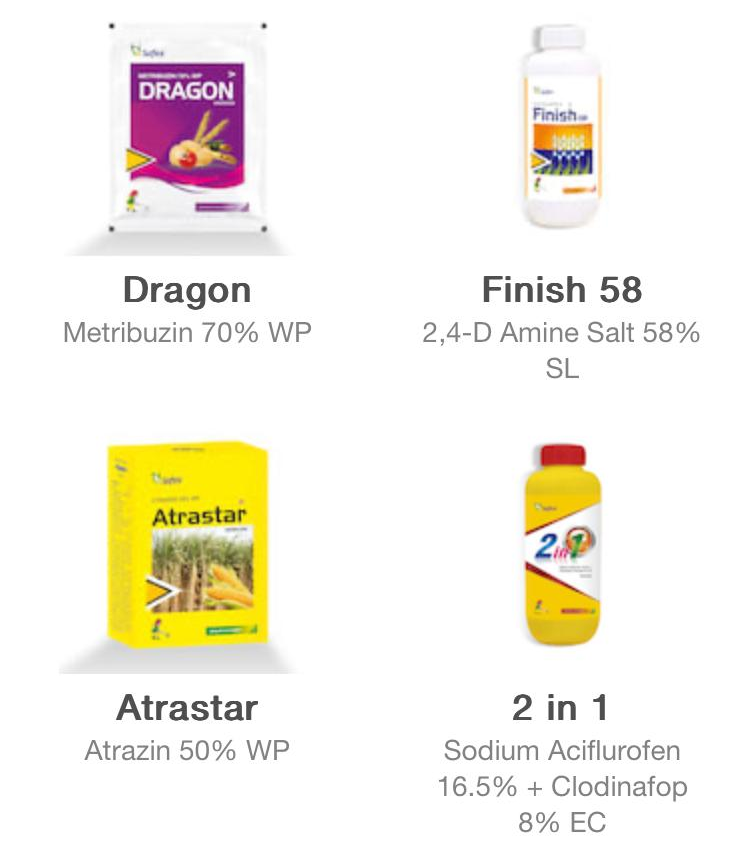 Safex
METRIBUZIN 70% WP
DRAGON
Safex
Finish 58
Dragon
Metribuzin 70% WP
Finish 58
2,4-D Amine Salt 58%
SL
Safex
Atrastar
Safex
2 in 1
Atrastar
Atrazin 50% WP
2 in 1
Sodium Aciflurofen
16.5% + Clodinafop
8% EC